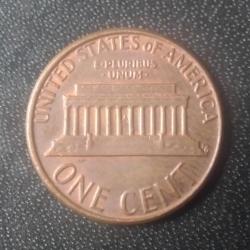 UNITED STATES OF AMERICA
E PLURIBUS
UNUM
ONE CENT